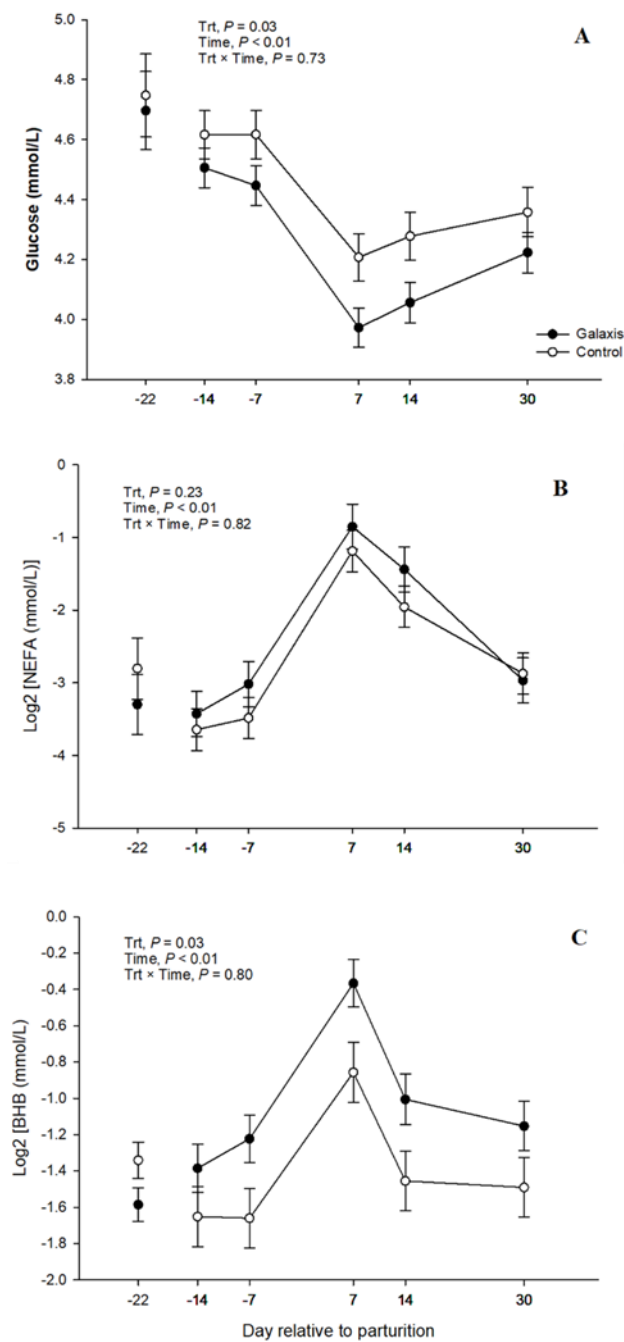 A
Trt, P = 0.03
Time, P < 0.01
Trt × Time, P = 0.73
5.0
4.8
4.6
4.4
4.2
4.0
3.8
Glucose (mmol/L)
Galaxis
Control
-22 -14 -7 7 14 30
B
Trt, P = 0.23
Time, P < 0.01
Trt × Time, P = 0.82
0
-1
-2
-3
-4
-5
Log2 [NEFA (mmol/L)]
-22 -14 -7 7 14 30
C
Trt, P = 0.03
Time, P < 0.01
Trt × Time, P = 0.80
0.0
-0.2
-0.4
-0.6
-0.8
-1.0
-1.2
-1.4
-1.6
-1.8
-2.0
Log2 [BHB (mmol/L)
-22 -14 -7 7 14 30
Day relative to parturition